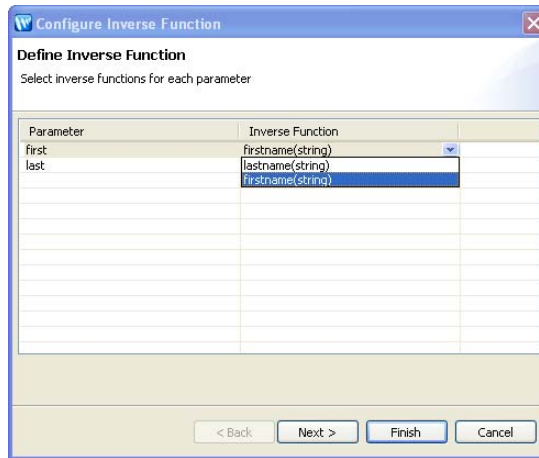 Configure Inverse Function
Define Inverse Function
Select inverse functions for each parameter
Parameter Inverse Function
first firstname(string)
last lastname(string)
firstname(string)
< Back Next > Finish Cancel